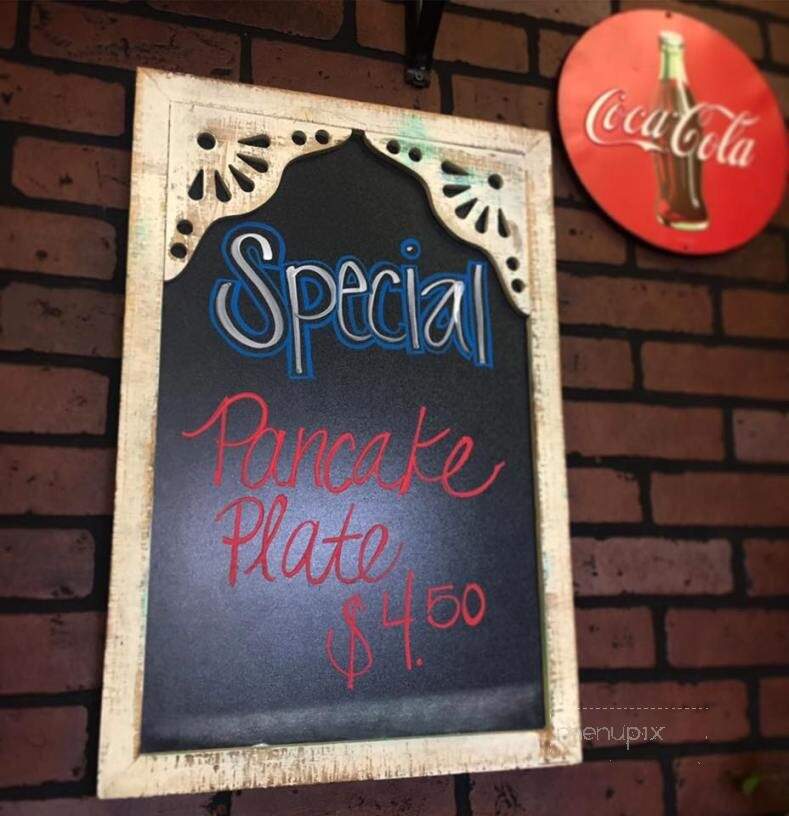 Coca-Cola
Special
Pancake
Plate
$4.50
menupix